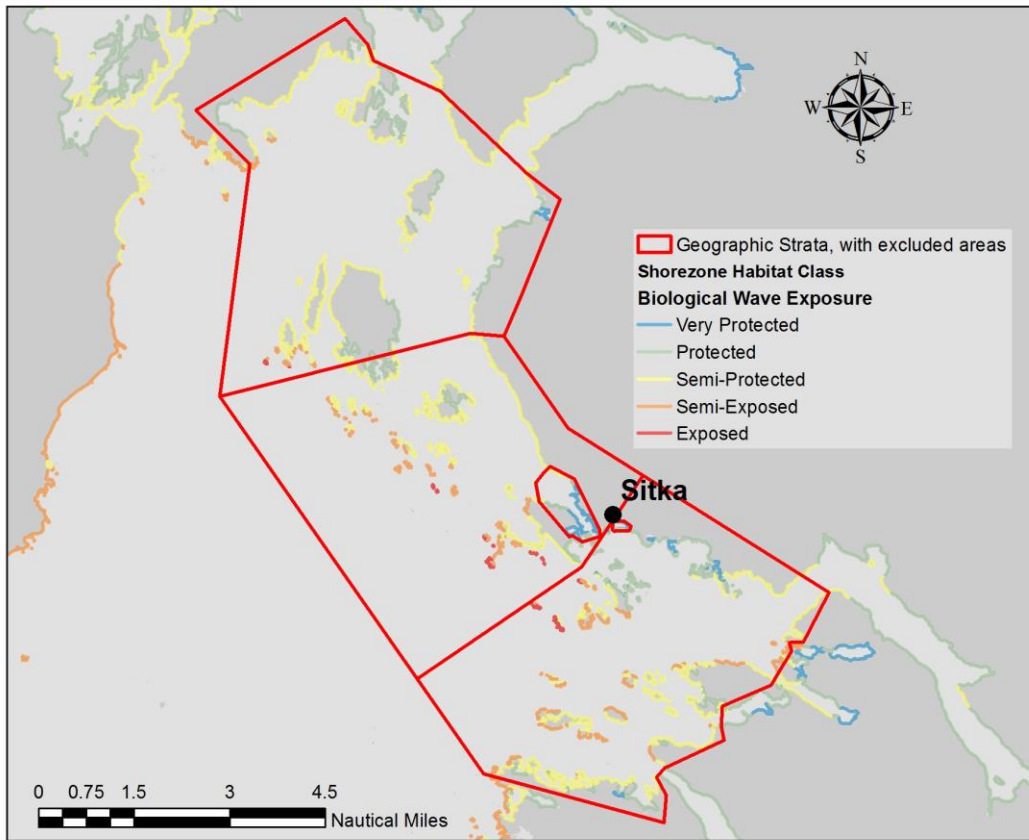 N
W E
S
Geographic Strata, with excluded areas
Shorezone Habitat Class
Biological Wave Exposure
Very Protected
Protected
Semi-Protected
Semi-Exposed
Exposed
Sitka
0 0.75 1.5 3 4.5
Nautical Miles